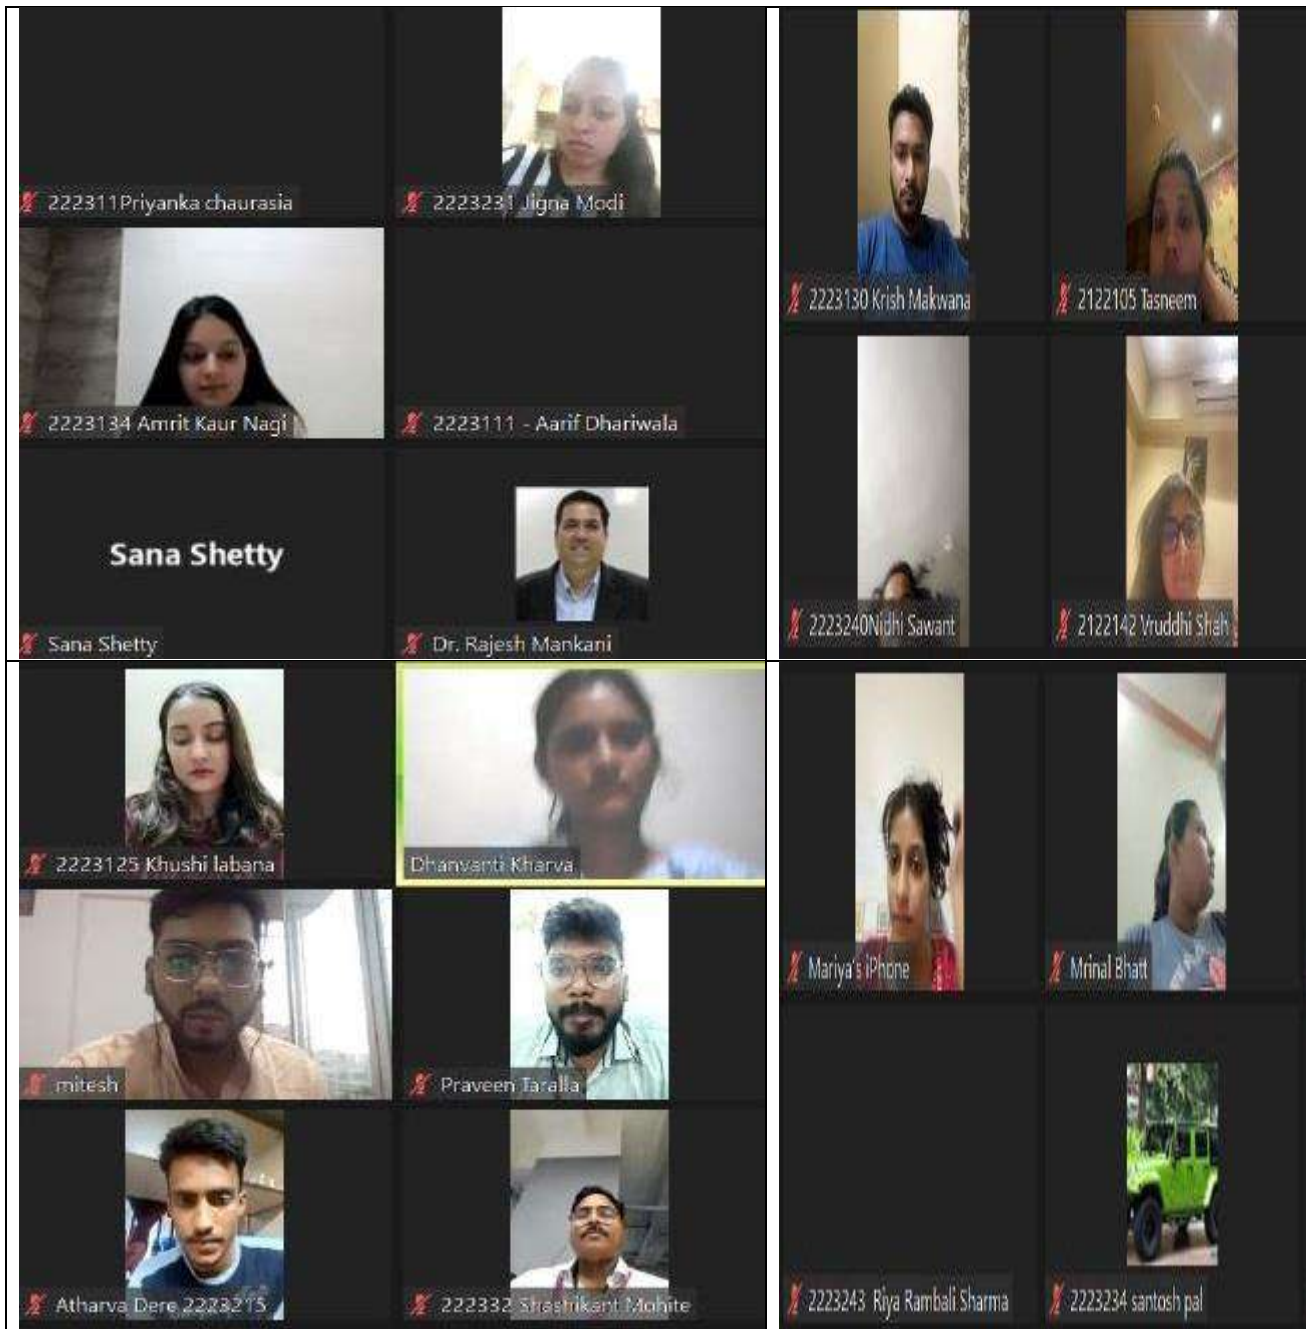 222311Priyanka chaurasia
2223231 Jigna Modi
2223134 Amrit Kaur Nagi
2223111 - Aarif Dhariwala
Sana Shetty
Sana Shetty
Dr. Rajesh Mankani
2223130 Krish Makwana
2122105 Tasneem
2223240Nidhi Sawant
2122142 Vruddhi Shah
2223125 Khushi labana
Dhanvanti Kharva
mitesh
Praveen Taralla
Atharva Dere 2223215
222332 Shashikant Mohite
Mariya's iPhone
Mrinal Bhatt
2223243 Riya Rambali Sharma
2223234 santosh pal